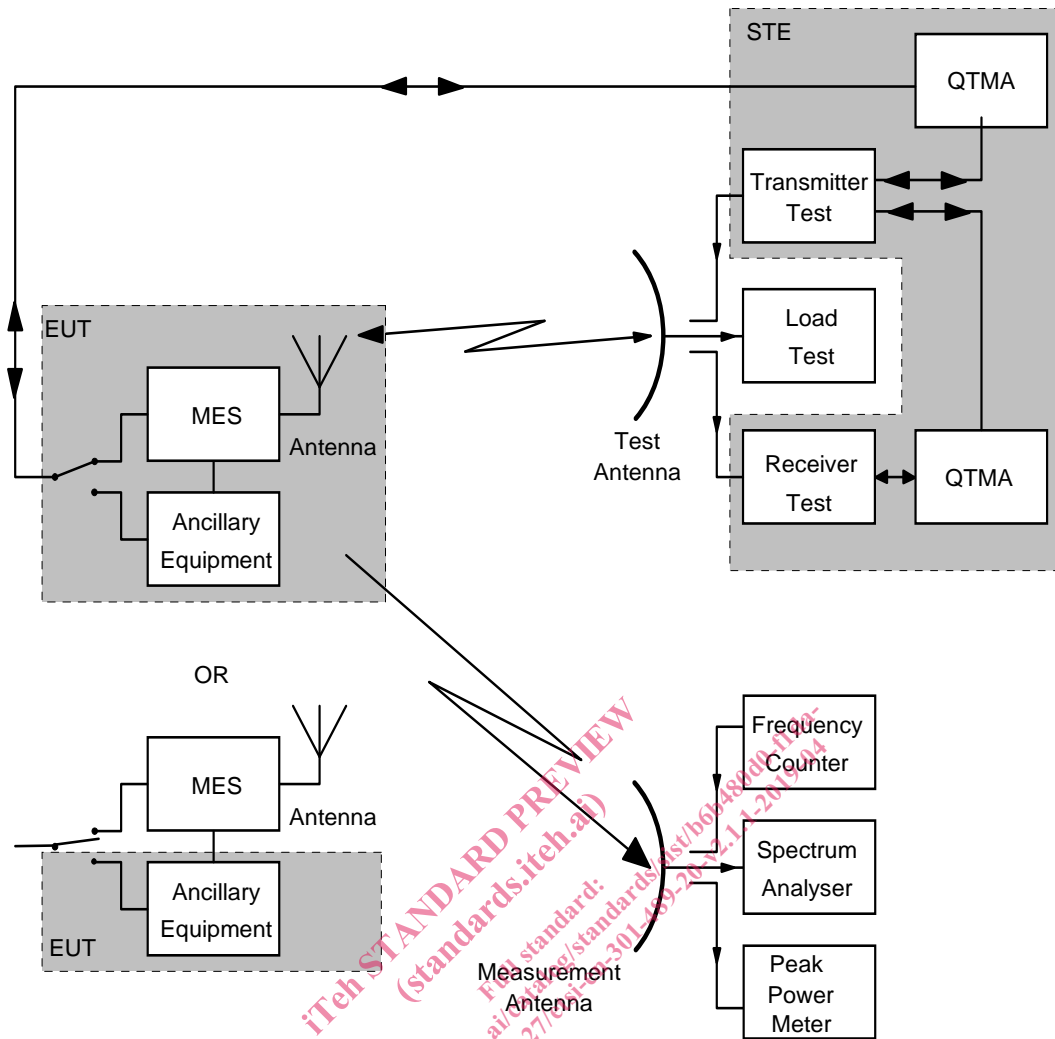 STE
QTMA
Transmitter
Test
EUT
Load
Test
MES
Antenna
Test
Antenna
Receiver
Test
QTMA
Ancillary
Equipment
OR
Frequency
Counter
MES
Antenna
Spectrum
Analyser
Ancillary
Equipment
EUT
Measurement
Antenna
Peak
Power
Meter
iTeh STANDARD PREVIEW
(standards.iteh.ai)
Full standard: